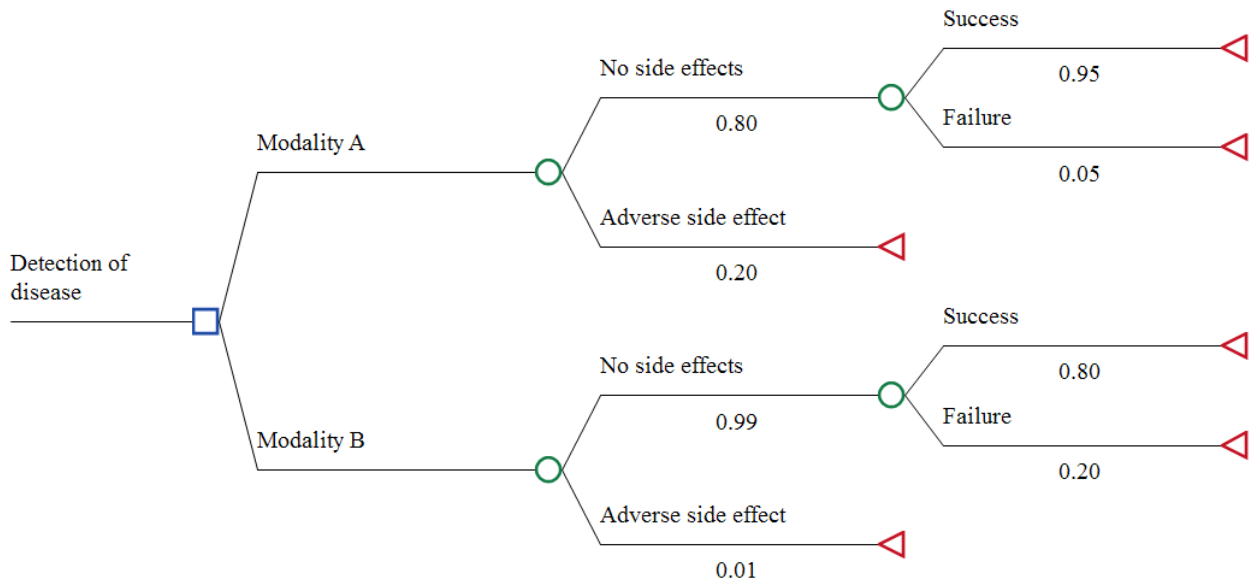 Success
No side effects
0.95
0.80
Failure
Modality A
0.05
Adverse side effect
Detection of
disease
0.20
Success
No side effects
0.80
0.99
Failure
Modality B
0.20
Adverse side effect
0.01